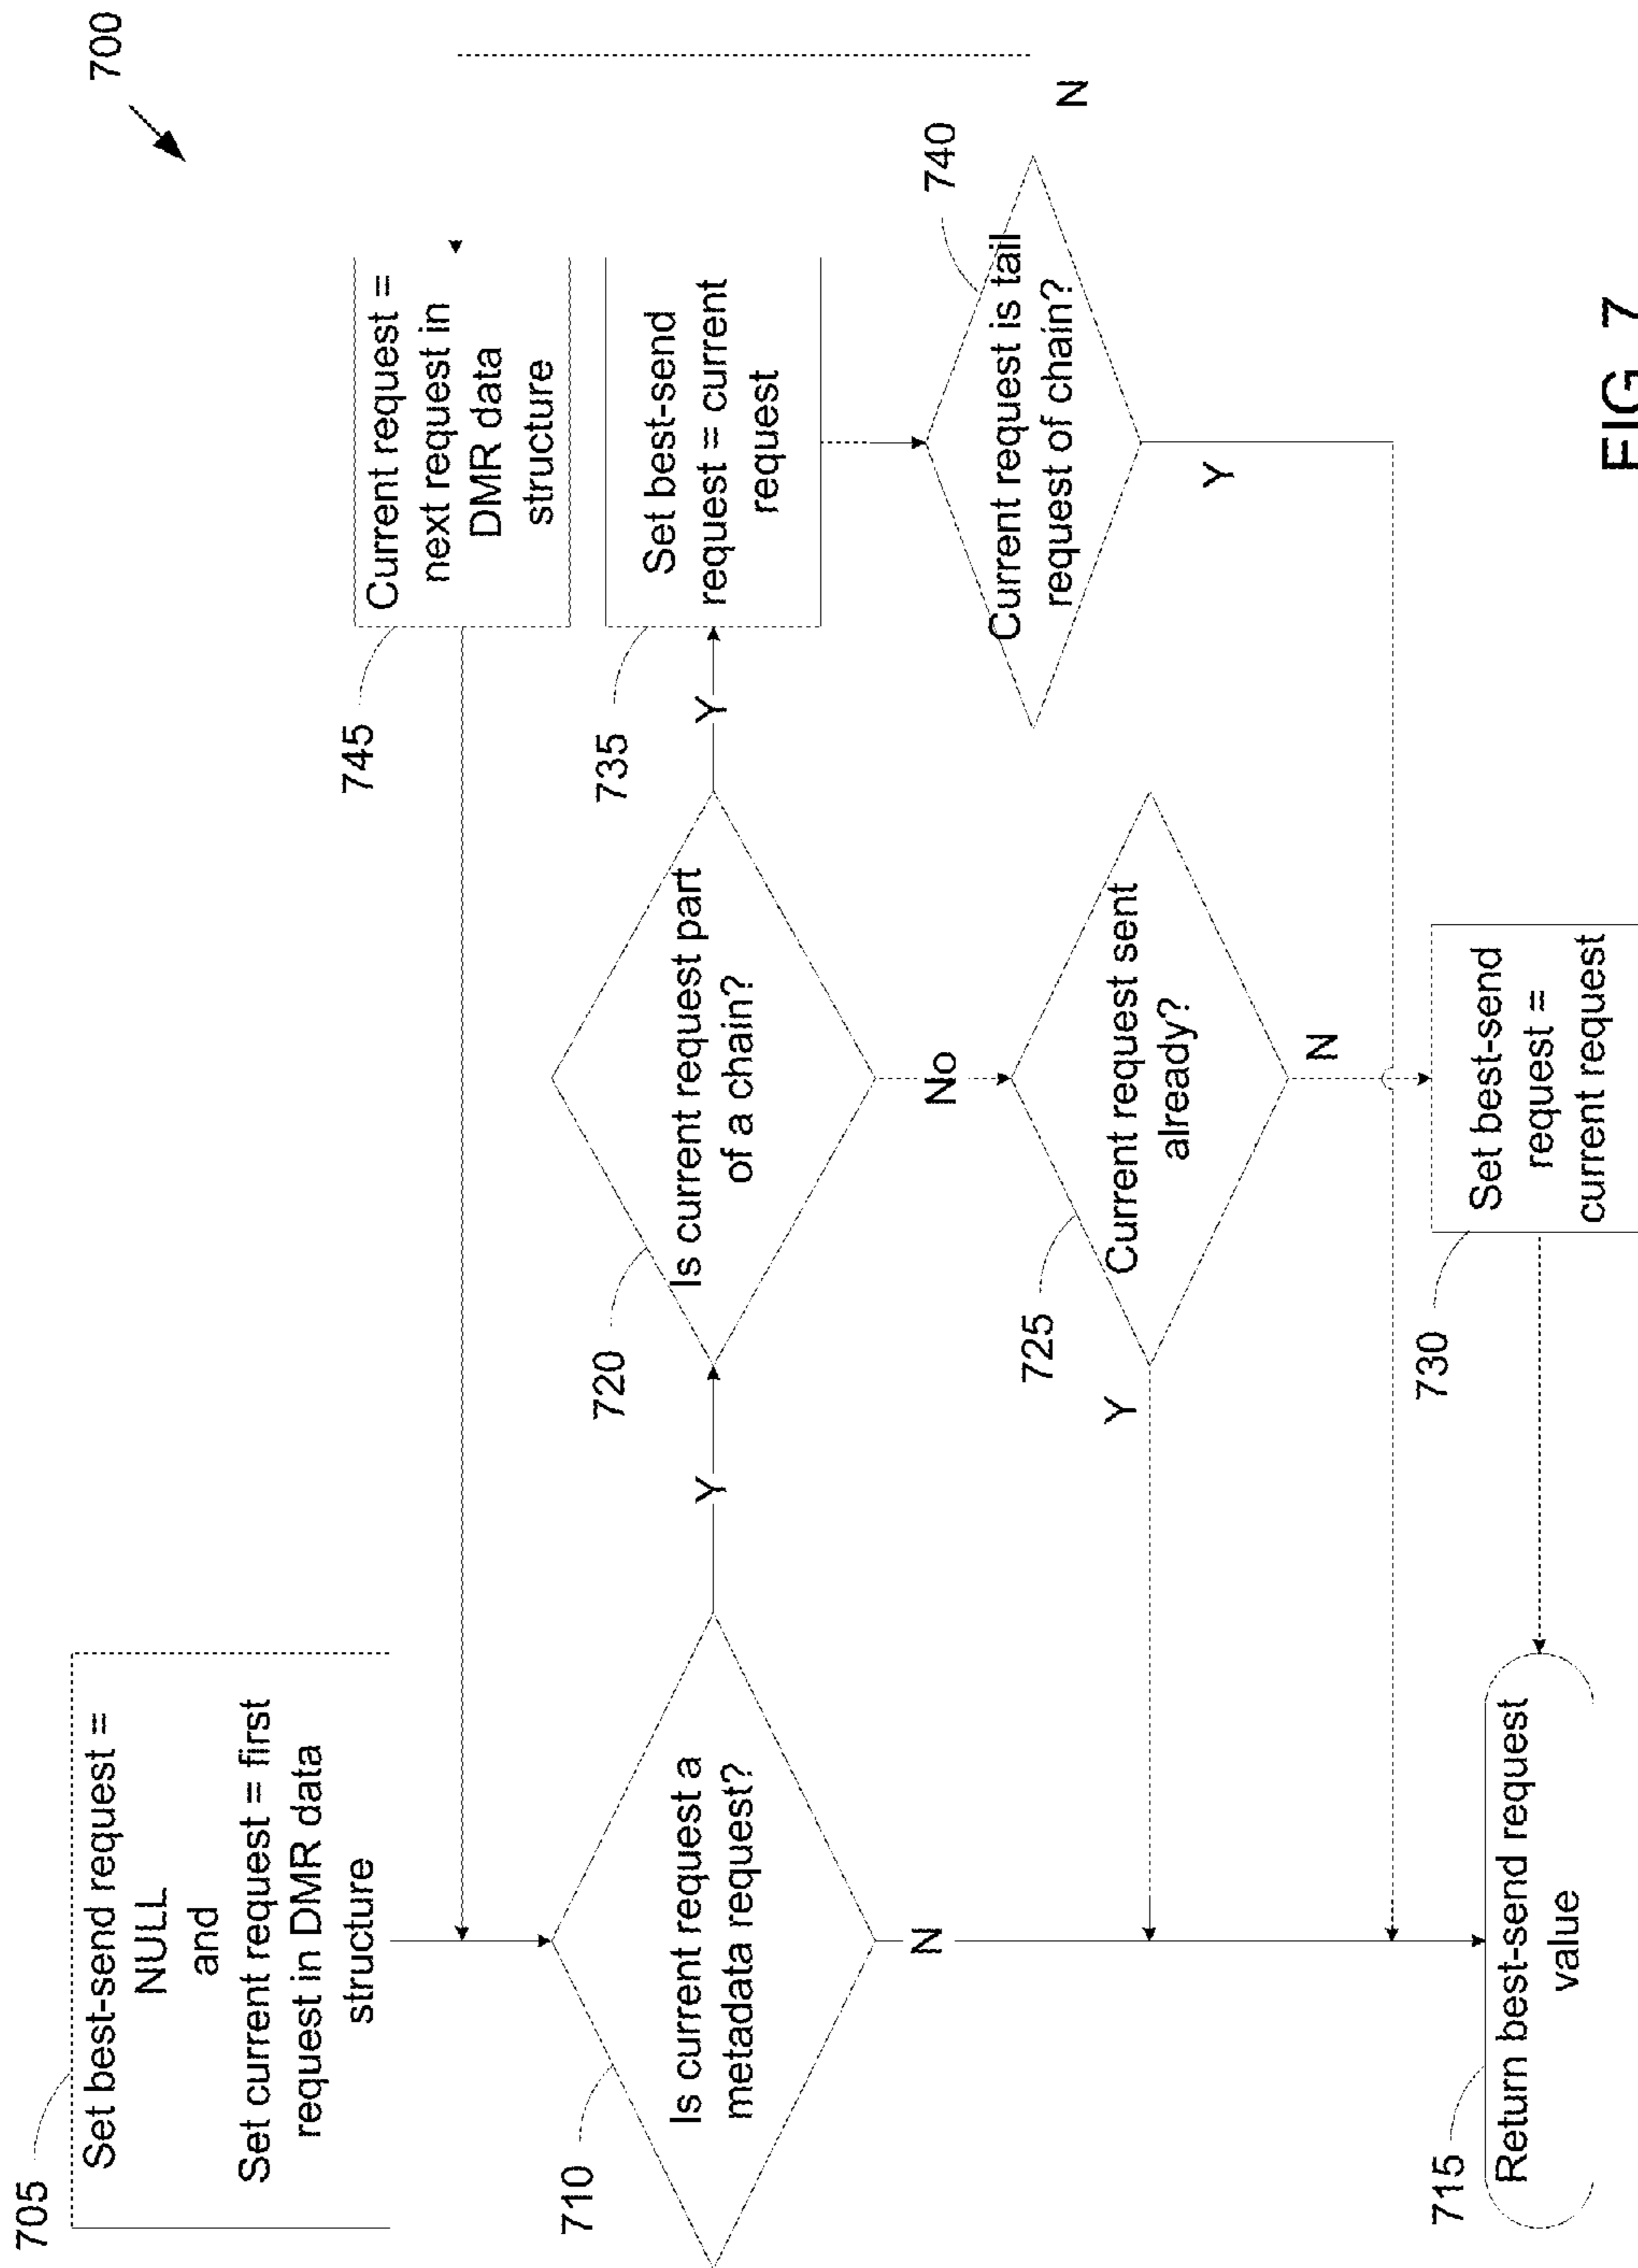 700
705
Set best-send request =
NULL
and
Set current request = first
request in DMR data
structure
745
Current request =
next request in
DMR data
structure
710
Is current request a
metadata request?
Y
N
720
Is current request part
of a chain?
Y
No
735
Set best-send
request = current
request
725
Current request sent
already?
Y
N
740
Current request is tail
request of chain?
N
Y
715
Return best-send request
value
730
Set best-send
request =
current request
FIG. 7